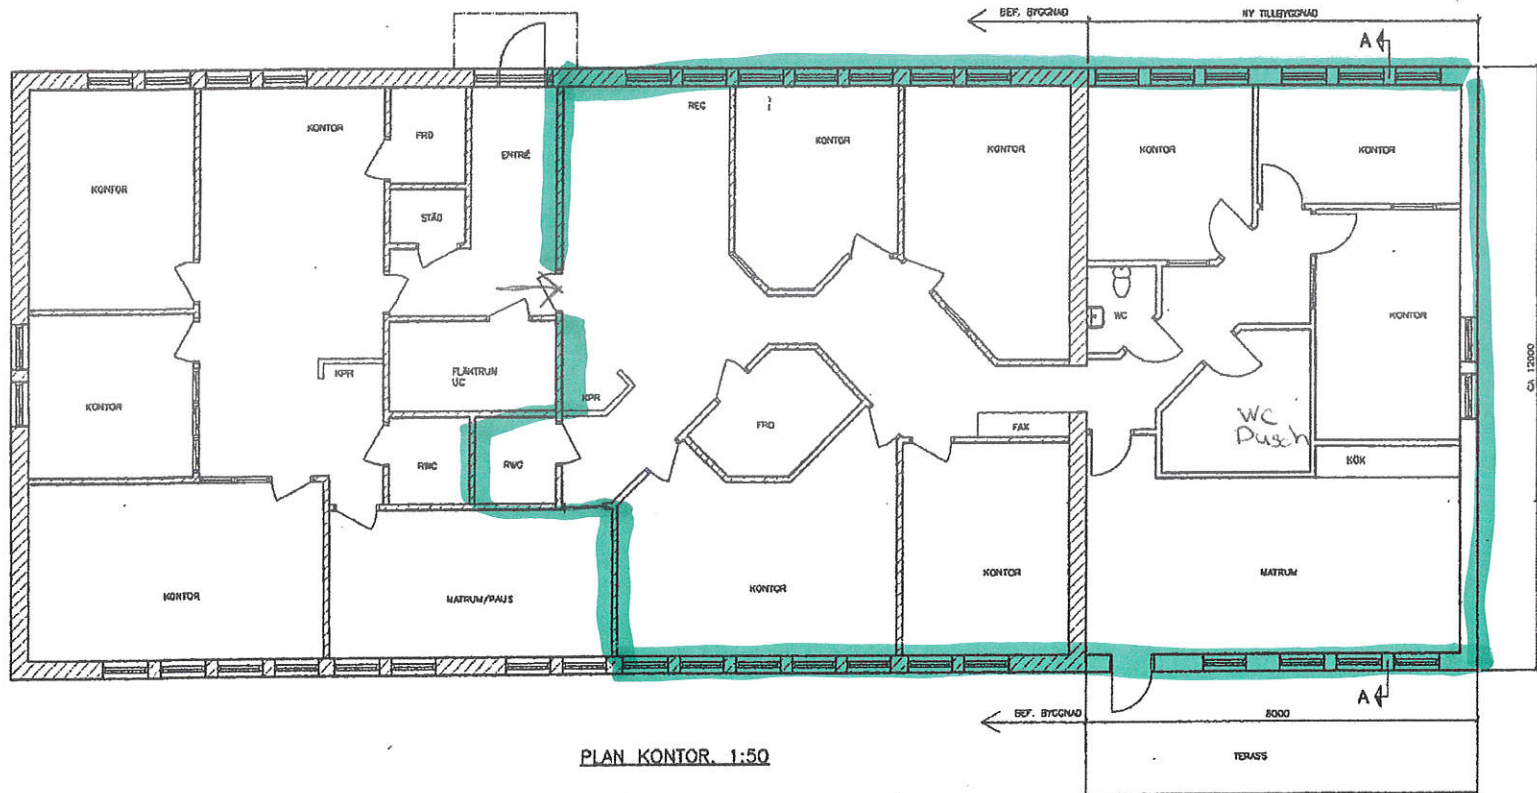 BEF. BYGGNAD
NY TILLBYGGNAD
A
REC
KONTOR
FRD
KONTOR
ENTRÉ
KONTOR
KONTOR
KONTOR
KONTOR
KONTOR
STÄD
WC
KONTOR
KPR
FLÄKTRUM
UC
KPR
KONTOR
FRD
FAX
WC
Dusch
RWC
RWC
KÖK
KONTOR
MATRUM/PAUS
KONTOR
KONTOR
MATRUM
12000
A
BEF. BYGGNAD
8000
PLAN KONTOR. 1:50
TERASS